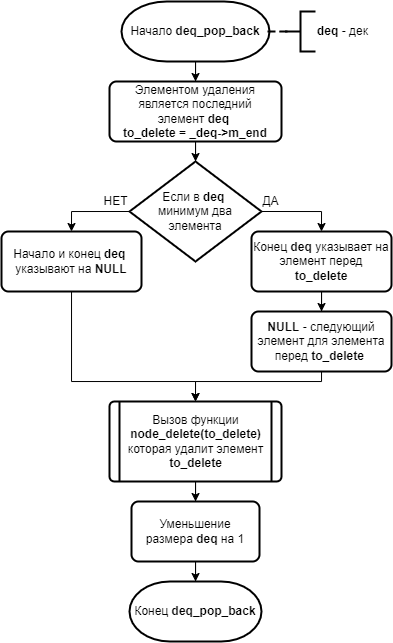 Начало deq_pop_back
deq - дек
Элементом удаления
является последний
элемент deq
to_delete = _deq->m_end
НЕТ
Если в deq
минимум два
элемента
ДА
Начало и конец deq
указывают на NULL
Конец deq указывает на
элемент перед
to_delete
NULL - следующий
элемент для элемента
перед to_delete
Вызов функции
node_delete(to_delete)
которая удалит элемент
to_delete
Уменьшение
размера deq на 1
Конец deq_pop_back